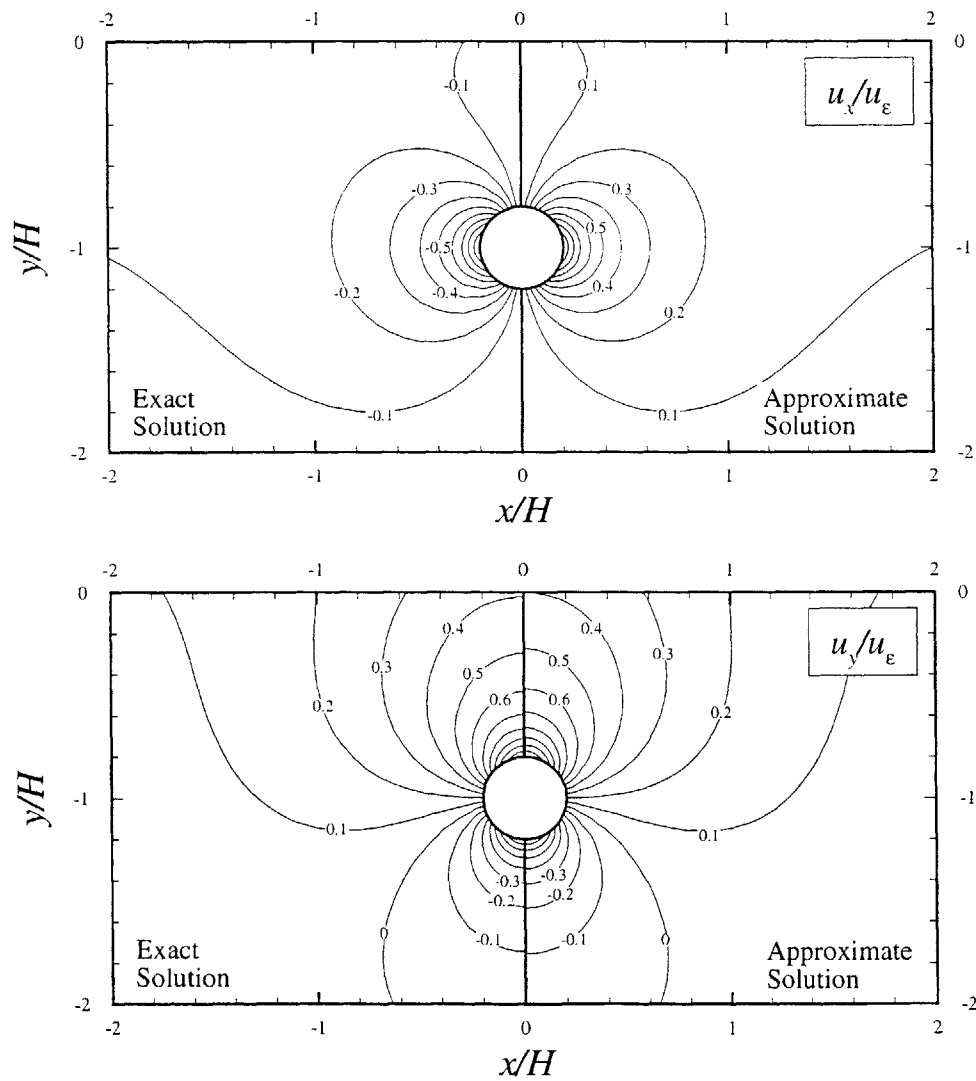 -2 -1 0 1 2
0 0
-0.1 0.1
u_x/u_ε
-0.3 0.3
-0.5 0.5
y/H
-1 -1
-0.2 -0.4 0.4 0.2
-0.1 0.1
Exact Approximate
Solution Solution
-2 -2
-2 -1 0 1 2
x/H
-2 -1 0 1 2
0 0
0.4 0.4
u_y/u_ε
0.3 0.3
0.5 0.5
0.2 0.6 0.6 0.2
y/H
-1 -1
0.1 0.1
-0.3 -0.3
-0.2 -0.2
0 -0.1 -0.1 0
Exact Approximate
Solution Solution
-2 -2
-2 -1 0 1 2
x/H